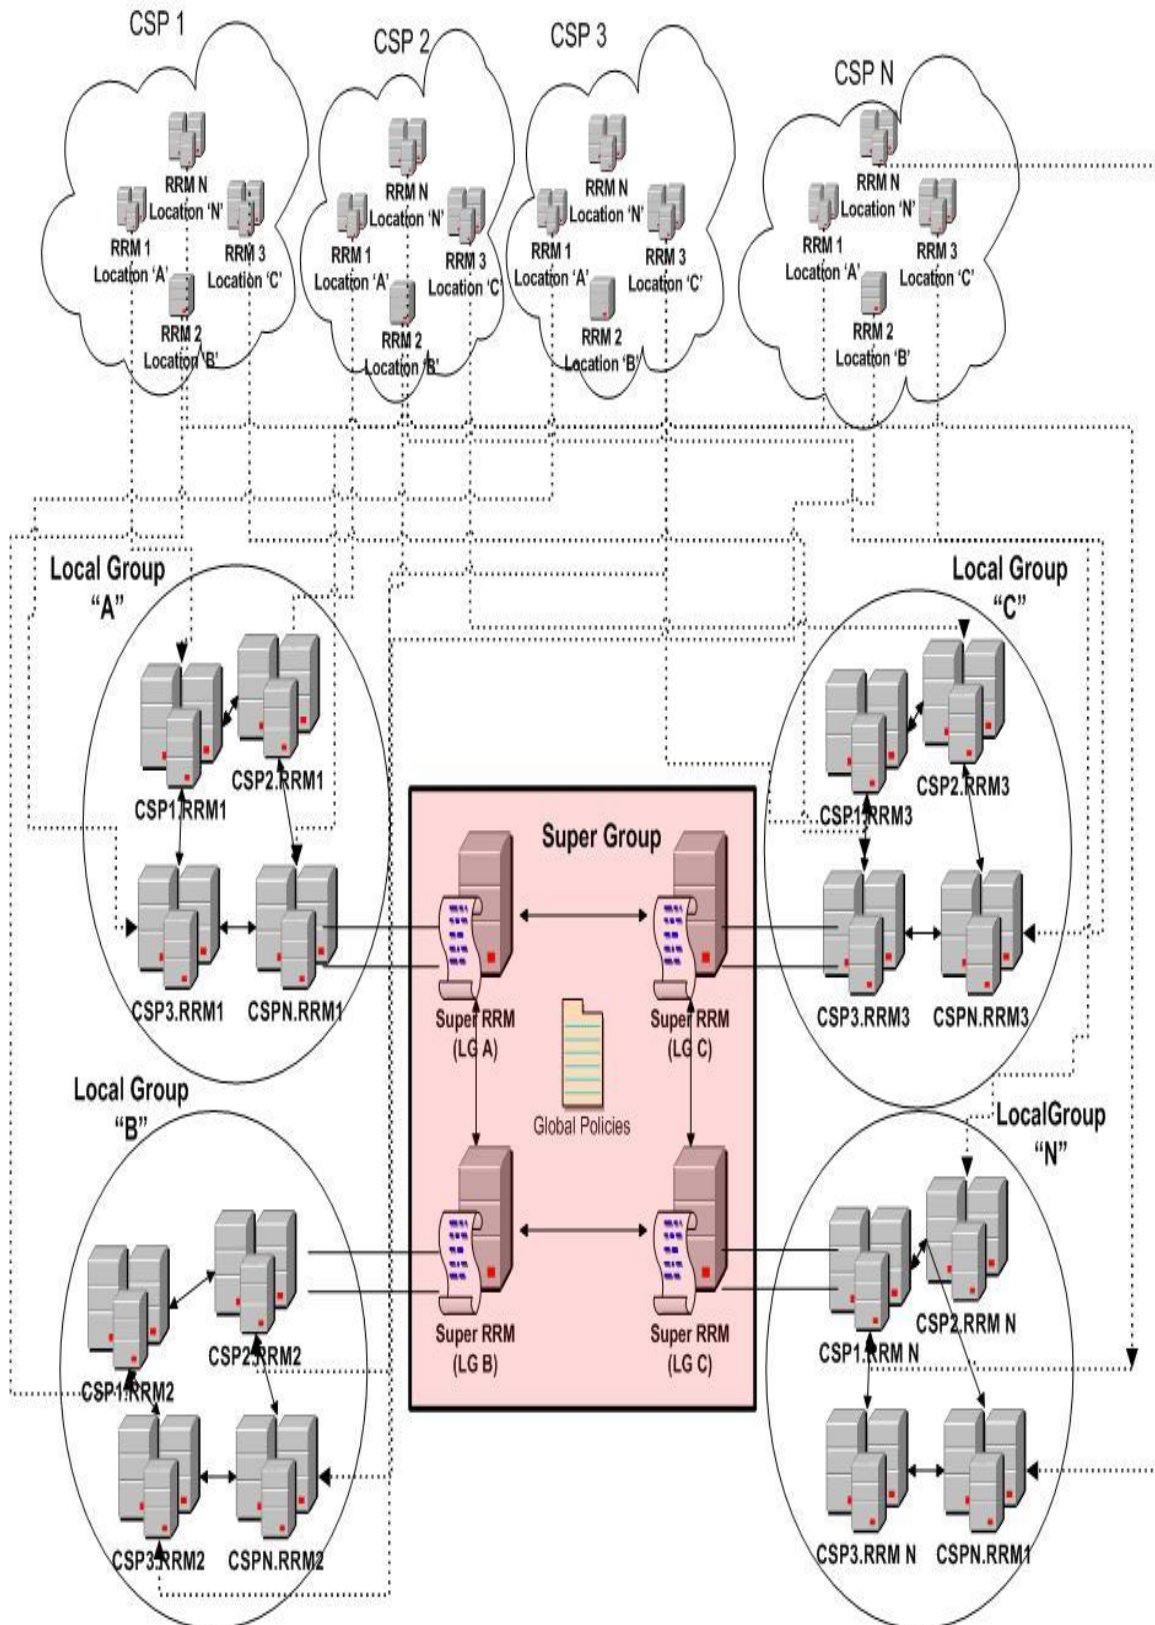 CSP 1
CSP 2
CSP 3
CSP N
RRM N
Location 'N'
RRM 1
Location 'A'
RRM 3
Location 'C'
RRM 2
Location 'B'
RRM N
Location 'N'
RRM 1
Location 'A'
RRM 3
Location 'C'
RRM 2
Location 'B'
RRM N
Location 'N'
RRM 1
Location 'A'
RRM 3
Location 'C'
RRM 2
Location 'B'
RRM N
Location 'N'
RRM 1
Location 'A'
RRM 3
Location 'C'
RRM 2
Location 'B'
Local Group
"A"
CSP2.RRM1
CSP1.RRM1
CSP3.RRM1
CSPN.RRM1
Local Group
"C"
CSP2.RRM3
CSP1.RRM3
CSP3.RRM3
CSPN.RRM3
Super Group
Super RRM
(LG A)
Super RRM
(LG C)
Global Policies
Super RRM
(LG B)
Super RRM
(LG C)
Local Group
"B"
CSP2.RRM2
CSP1.RRM2
CSP3.RRM2
CSPN.RRM2
LocalGroup
"N"
CSP2.RRM N
CSP1.RRM N
CSP3.RRM N
CSPN.RRM1